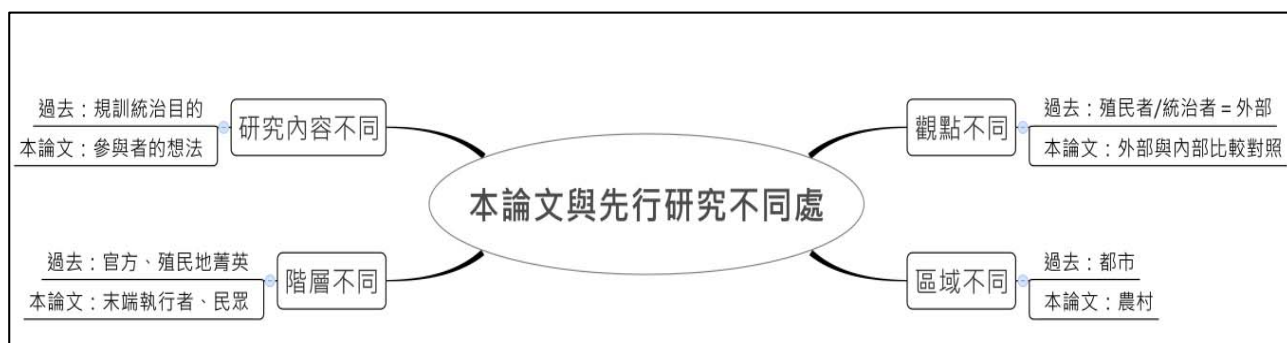 本論文與先行研究不同處
研究內容不同
過去：規訓統治目的
本論文：參與者的想法
階層不同
過去：官方、殖民地菁英
本論文：末端執行者、民眾
觀點不同
過去：殖民者/統治者 = 外部
本論文：外部與內部比較對照
區域不同
過去：都市
本論文：農村